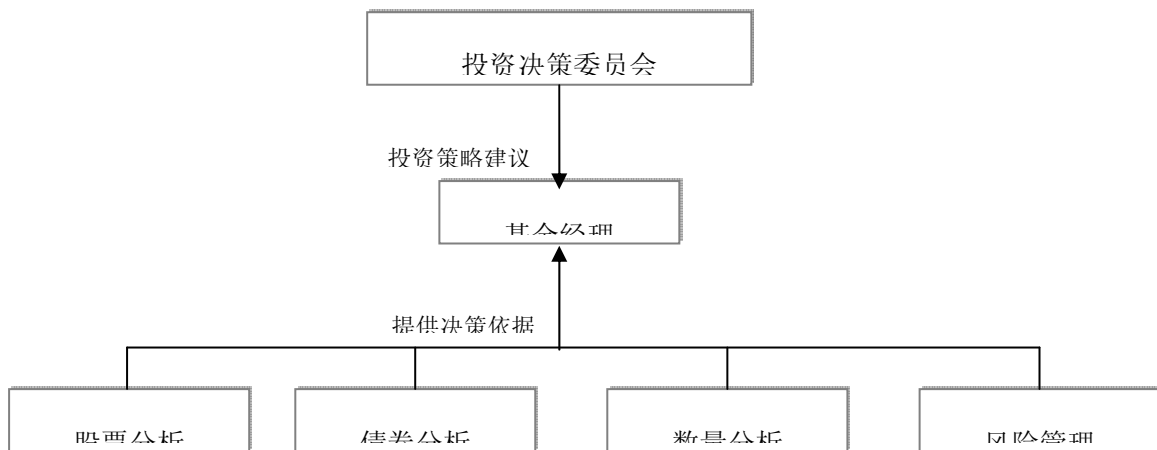 投资决策委员会
投资策略建议
基金经理
提供决策依据
股票分析
债券分析
数量分析
风险管理